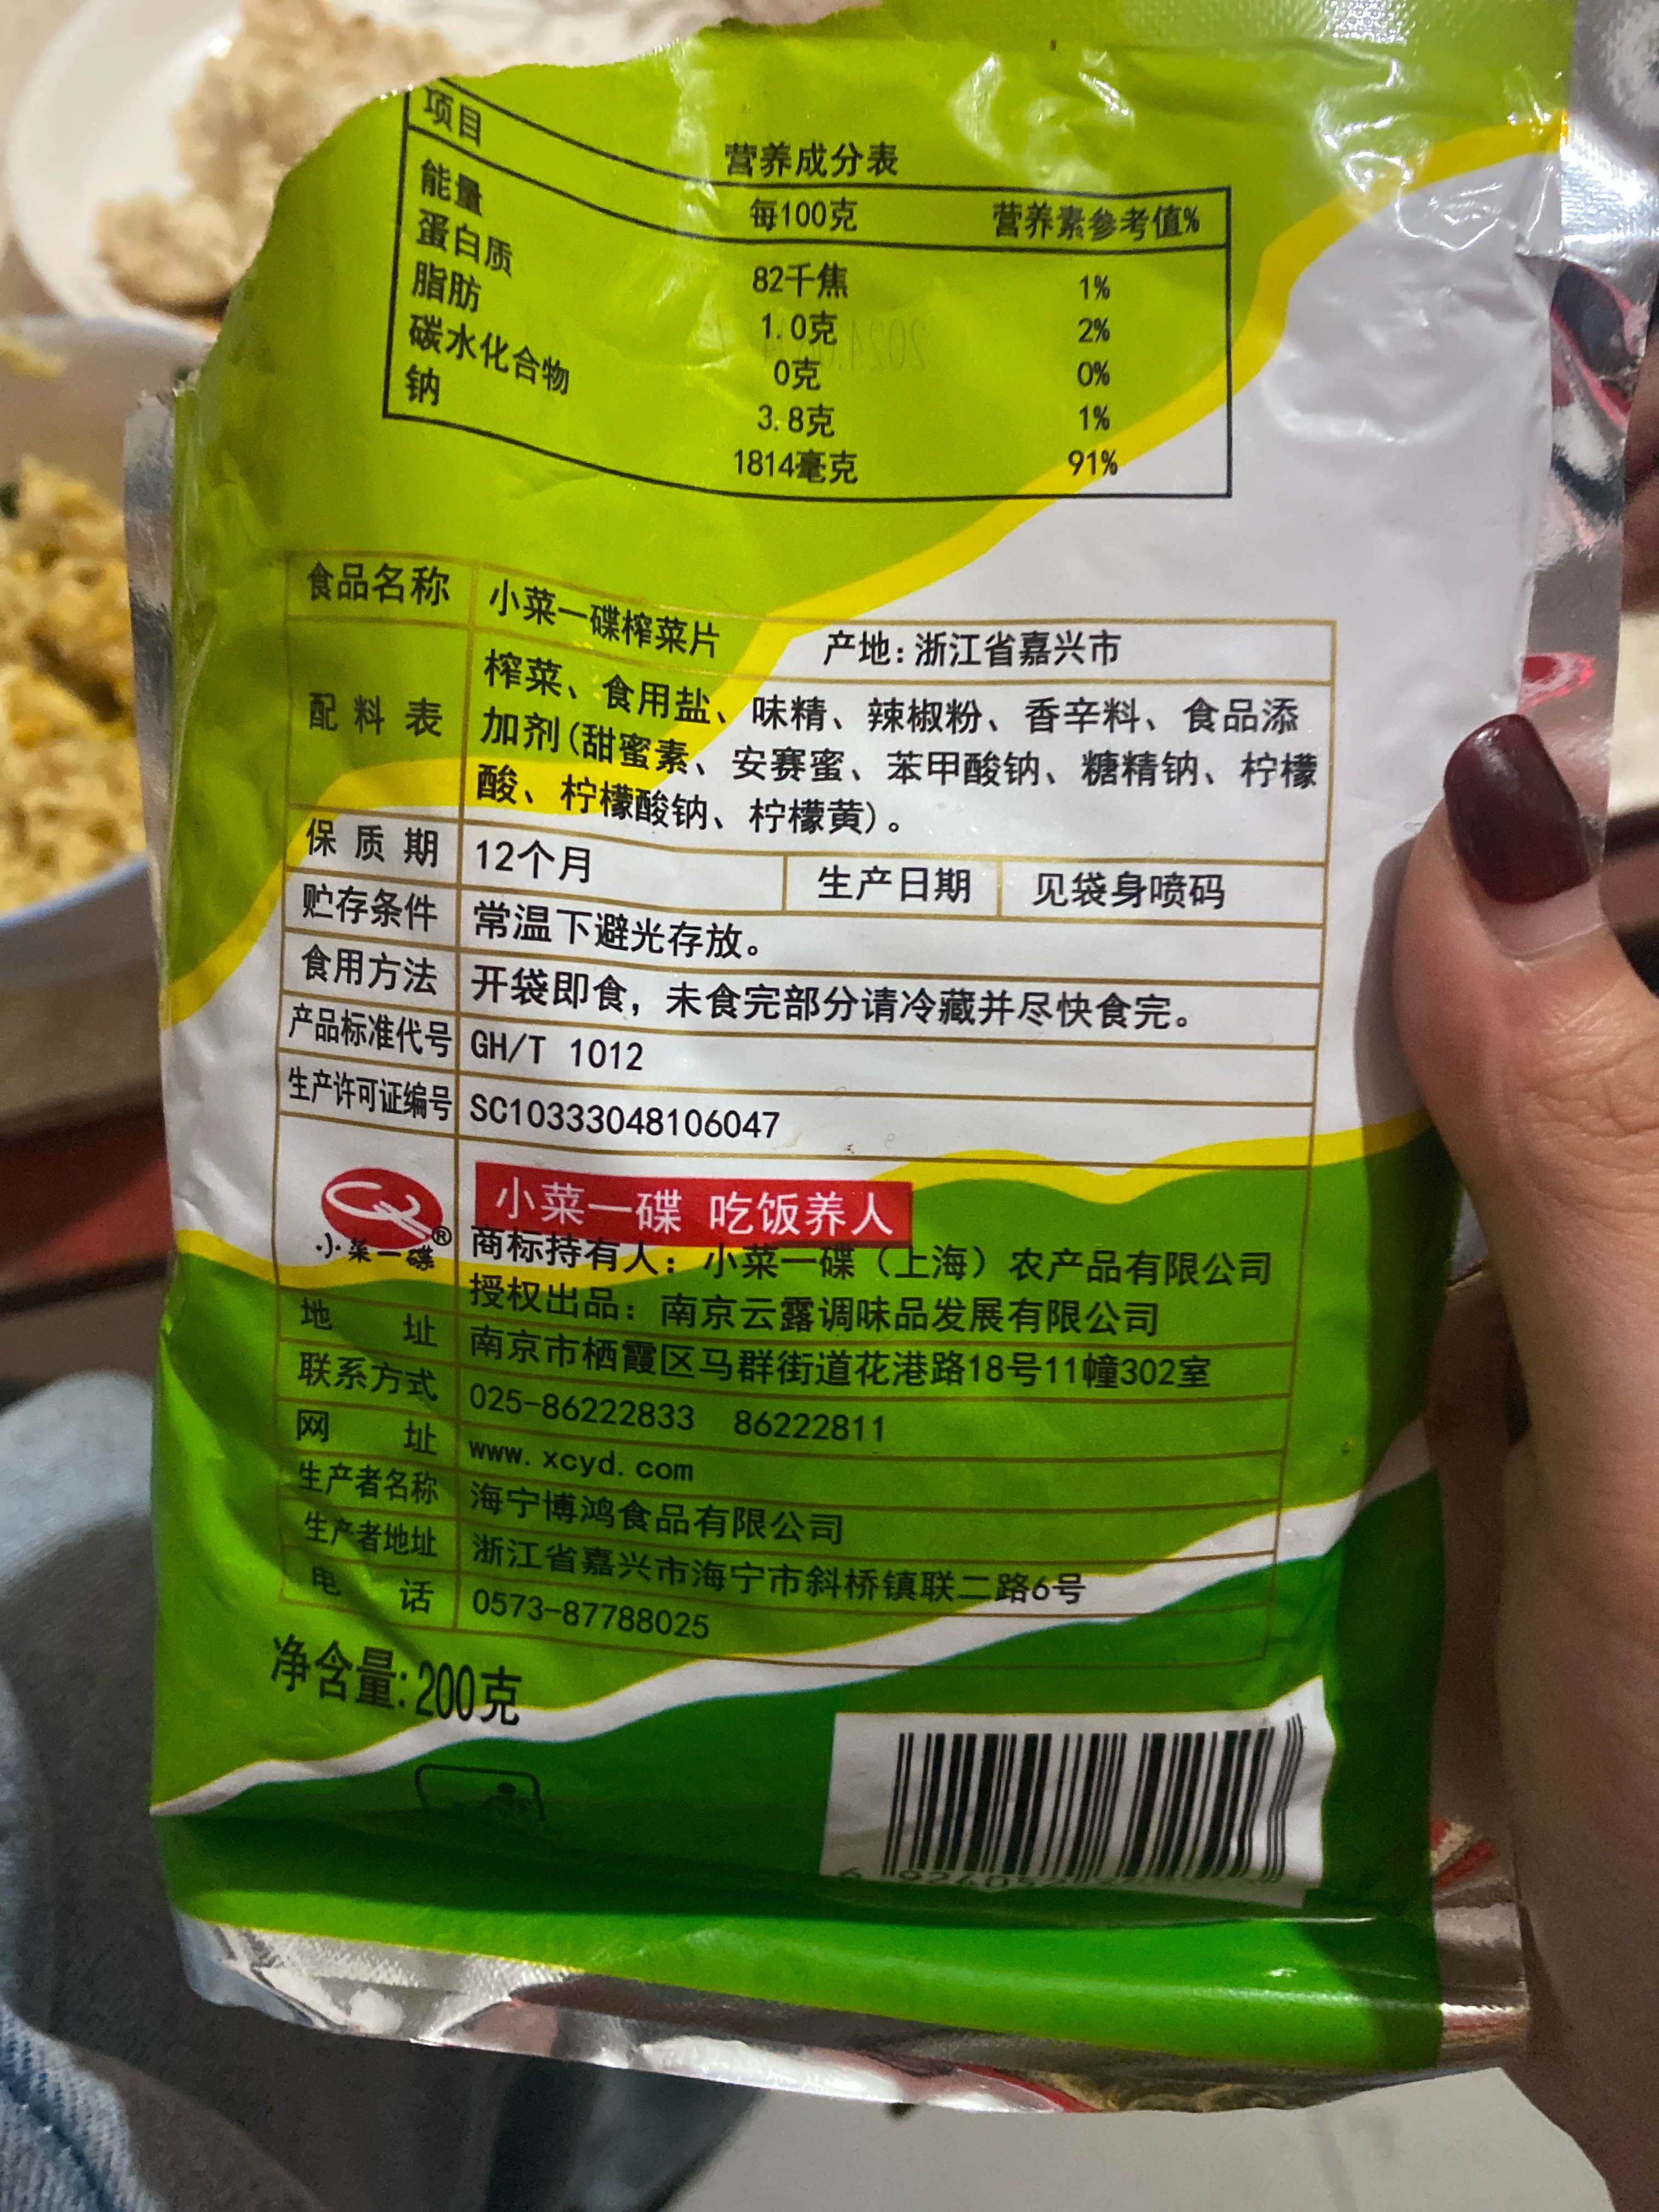 营养成分表
项目 每100克 营养素参考值%
能量 82千焦 1%
蛋白质 1.0克 2%
脂肪 0克 0%
碳水化合物 3.8克 1%
钠 1814毫克 91%
食品名称 小菜一碟榨菜片 产地:浙江省嘉兴市
配料表 榨菜、食用盐、味精、辣椒粉、香辛料、食品添
加剂(甜蜜素、安赛蜜、苯甲酸钠、糖精钠、柠檬
酸、柠檬酸钠、柠檬黄)。
保质期 12个月 生产日期 见袋身喷码
贮存条件 常温下避光存放。
食用方法 开袋即食，未食完部分请冷藏并尽快食完。
产品标准代号 GH/T 1012
生产许可证编号 SC10333048106047
小菜一碟 吃饭养人
小菜一碟®
商标持有人：小菜一碟（上海）农产品有限公司
授权出品：南京云露调味品发展有限公司
地址 南京市栖霞区马群街道花港路18号11幢302室
联系方式 025-86222833 86222811
网址 www.xcyd.com
生产者名称 海宁博鸿食品有限公司
生产者地址 浙江省嘉兴市海宁市斜桥镇联二路6号
电话 0573-87788025
净含量:200克